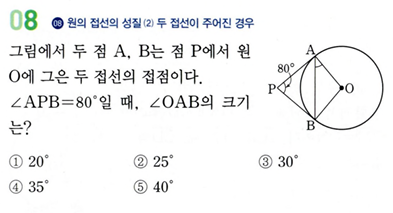 08 08 원의 접선의 성질 (2) 두 접선이 주어진 경우
그림에서 두 점 A, B는 점 P에서 원
O에 그은 두 접선의 접점이다.
∠APB=80°일 때, ∠OAB의 크기
는?
A
80°
P
O
B
① 20° ② 25° ③ 30°
④ 35° ⑤ 40°